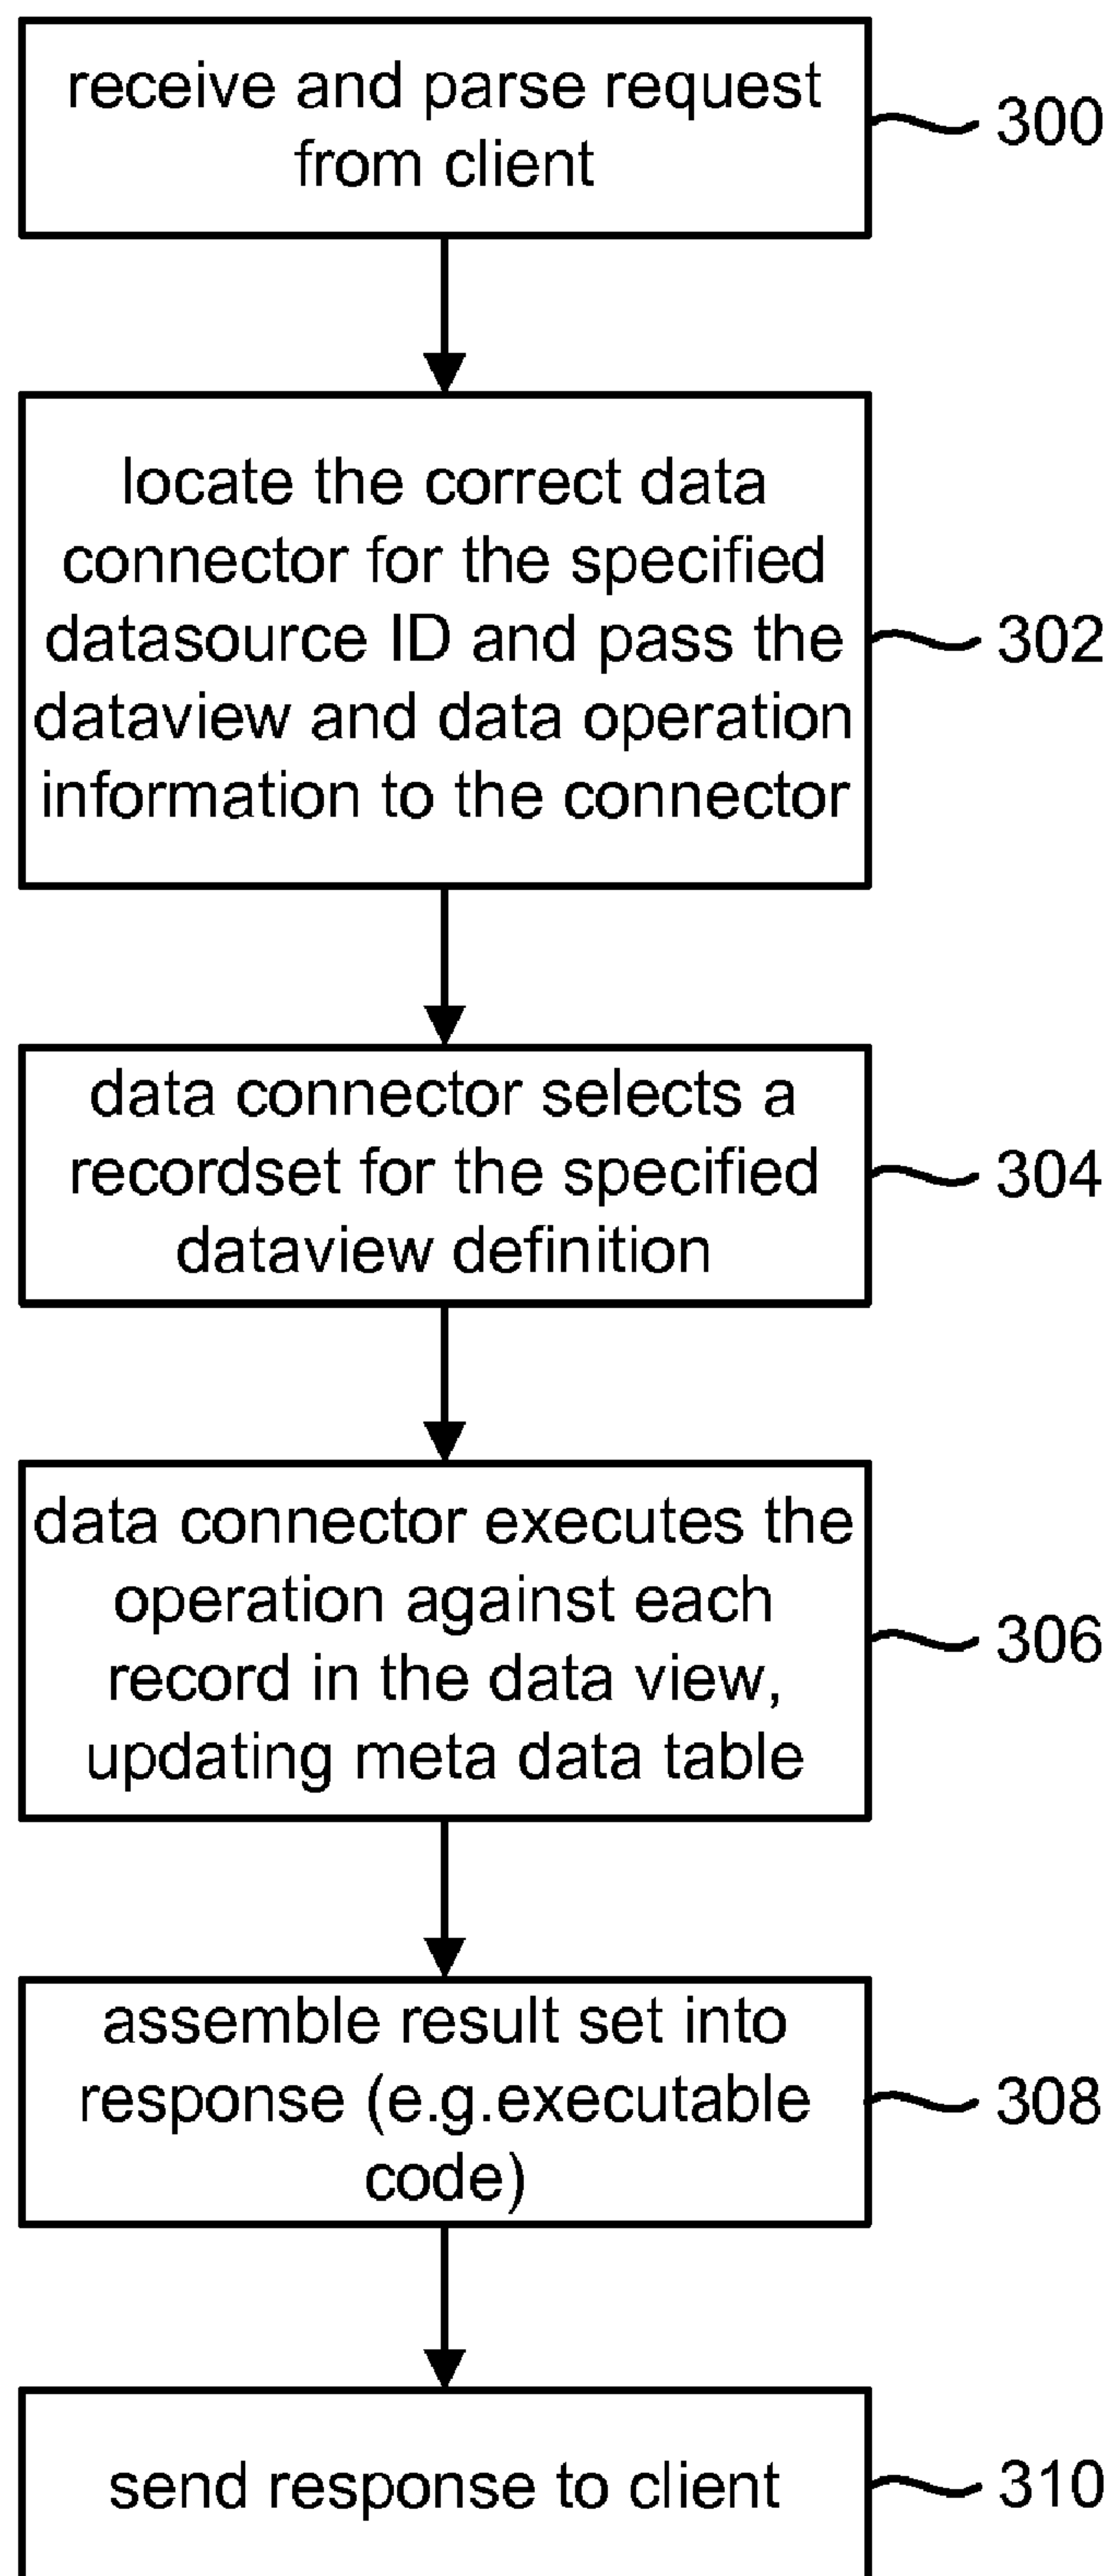 receive and parse request
from client
300
locate the correct data
connector for the specified
datasource ID and pass the
dataview and data operation
information to the connector
302
data connector selects a
recordset for the specified
dataview definition
304
data connector executes the
operation against each
record in the data view,
updating meta data table
306
assemble result set into
response (e.g.executable
code)
308
send response to client
310